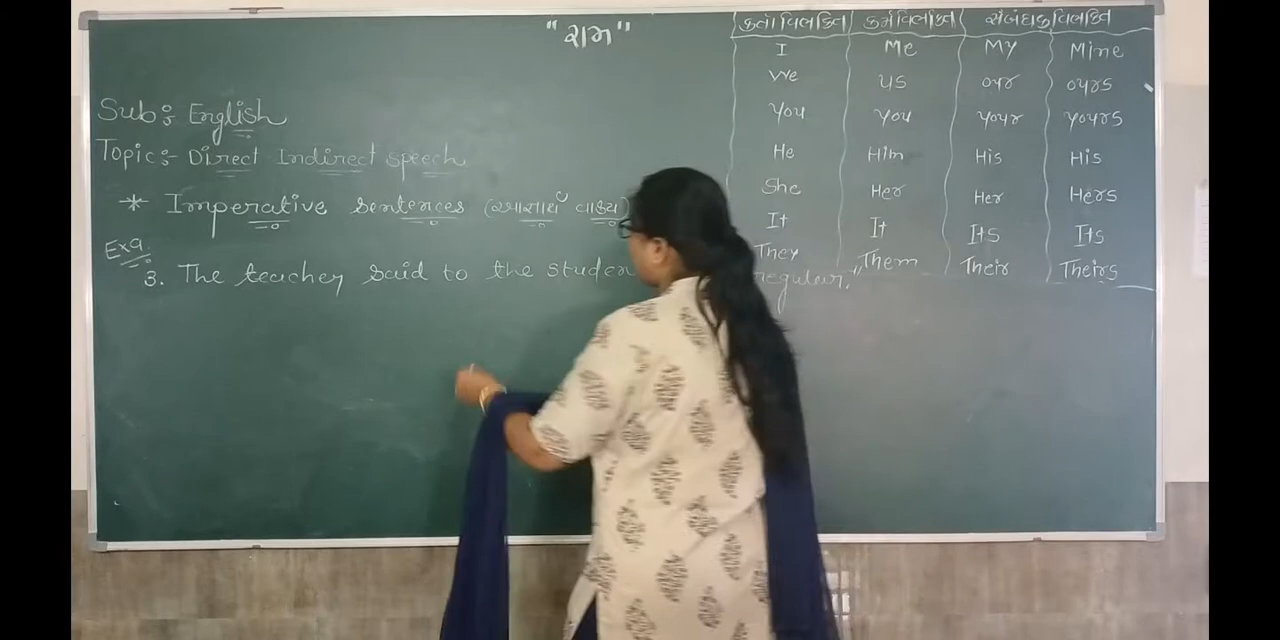 "રામ"
Sub: English
Topic:- Direct Indirect speech
* Imperative sentences (આજ્ઞાર્થ વાક્ય)
Exa.
3. The teacher said to the studen regular."
કર્તાવિભક્તિ કર્મવિભક્તિ સંબંધકવિભક્તિ
I Me My Mine
We us our ours
You You your yours
He Him His His
She Her Her Hers
It It Its Its
They Them Their Theirs